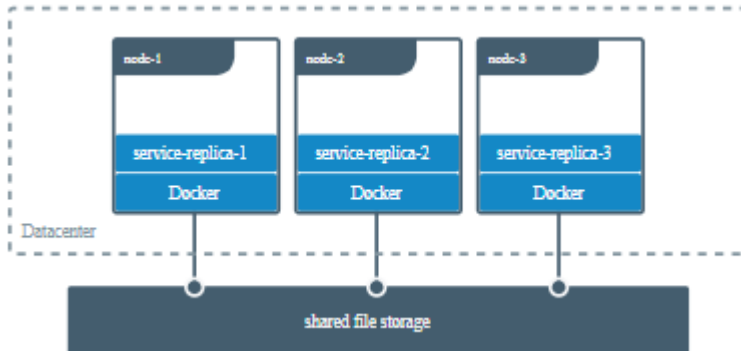 node-1
node-2
node-3
service-replica-1
service-replica-2
service-replica-3
Docker
Docker
Docker
Datacenter
shared file storage